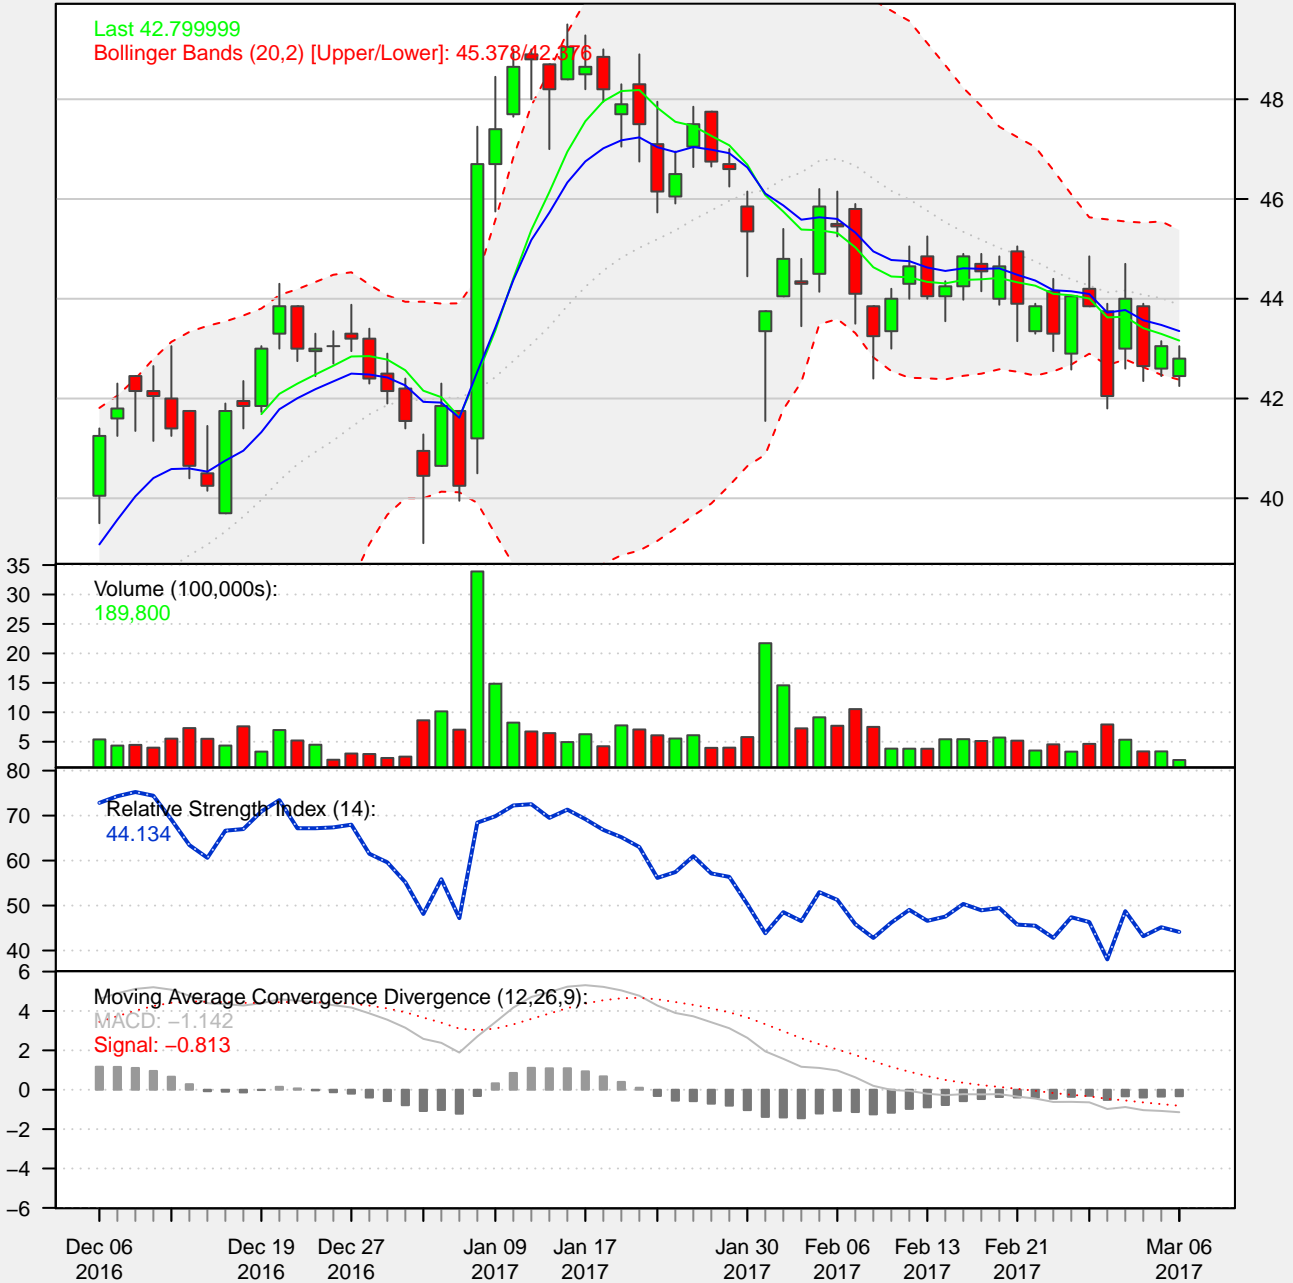 Last 42.799999
Bollinger Bands (20,2) [Upper/Lower]: 45.378/42.376
48
46
44
42
40
Volume (100,000s):
189,800
35
30
25
20
15
10
5
Relative Strength Index (14):
44.134
80
70
60
50
40
Moving Average Convergence Divergence (12,26,9):
MACD: −1.142
Signal: −0.813
6
4
2
0
−2
−4
−6
Dec 06 Dec 19 Dec 27 Jan 09 Jan 17 Jan 30 Feb 06 Feb 13 Feb 21 Mar 06
2016 2016 2016 2017 2017 2017 2017 2017 2017 2017